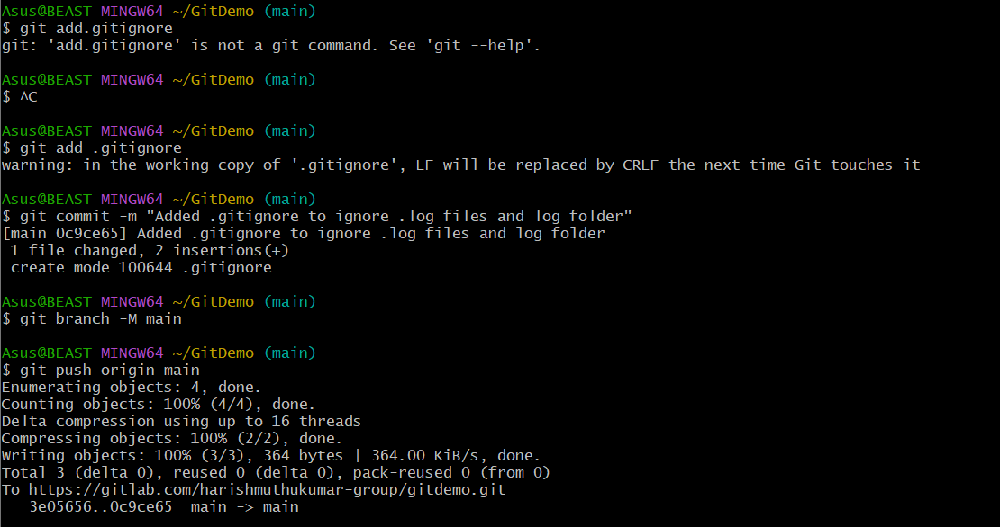 Asus@BEAST MINGW64 ~/GitDemo (main)
$ git add.gitignore
git: 'add.gitignore' is not a git command. See 'git --help'.
Asus@BEAST MINGW64 ~/GitDemo (main)
$ ^C
Asus@BEAST MINGW64 ~/GitDemo (main)
$ git add .gitignore
warning: in the working copy of '.gitignore', LF will be replaced by CRLF the next time Git touches it
Asus@BEAST MINGW64 ~/GitDemo (main)
$ git commit -m "Added .gitignore to ignore .log files and log folder"
[main 0c9ce65] Added .gitignore to ignore .log files and log folder
 1 file changed, 2 insertions(+)
 create mode 100644 .gitignore
Asus@BEAST MINGW64 ~/GitDemo (main)
$ git branch -M main
Asus@BEAST MINGW64 ~/GitDemo (main)
$ git push origin main
Enumerating objects: 4, done.
Counting objects: 100% (4/4), done.
Delta compression using up to 16 threads
Compressing objects: 100% (2/2), done.
Writing objects: 100% (3/3), 364 bytes | 364.00 KiB/s, done.
Total 3 (delta 0), reused 0 (delta 0), pack-reused 0 (from 0)
To https://gitlab.com/harishmuthukumar-group/gitdemo.git
   3e05656..0c9ce65  main -> main